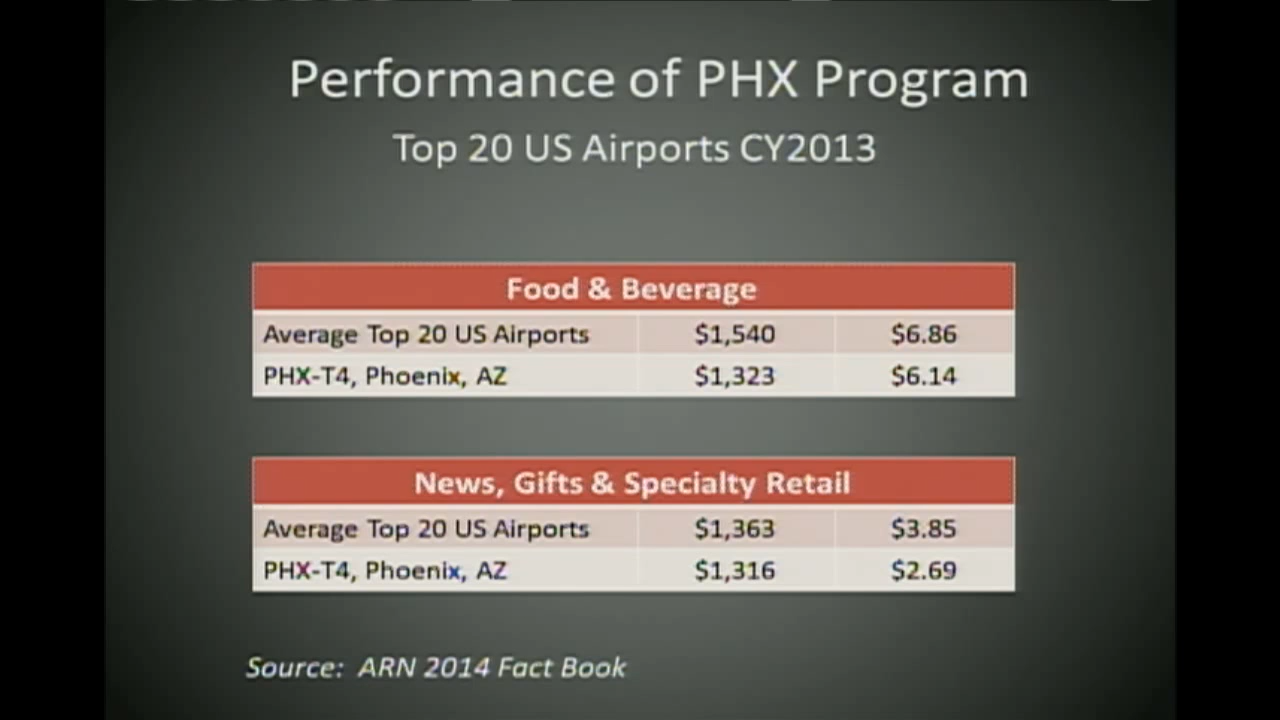 Performance of PHX Program
Top 20 US Airports CY2013
Food & Beverage
Average Top 20 US Airports $1,540 $6.86
PHX-T4, Phoenix, AZ $1,323 $6.14
News, Gifts & Specialty Retail
Average Top 20 US Airports $1,363 $3.85
PHX-T4, Phoenix, AZ $1,316 $2.69
Source: ARN 2014 Fact Book